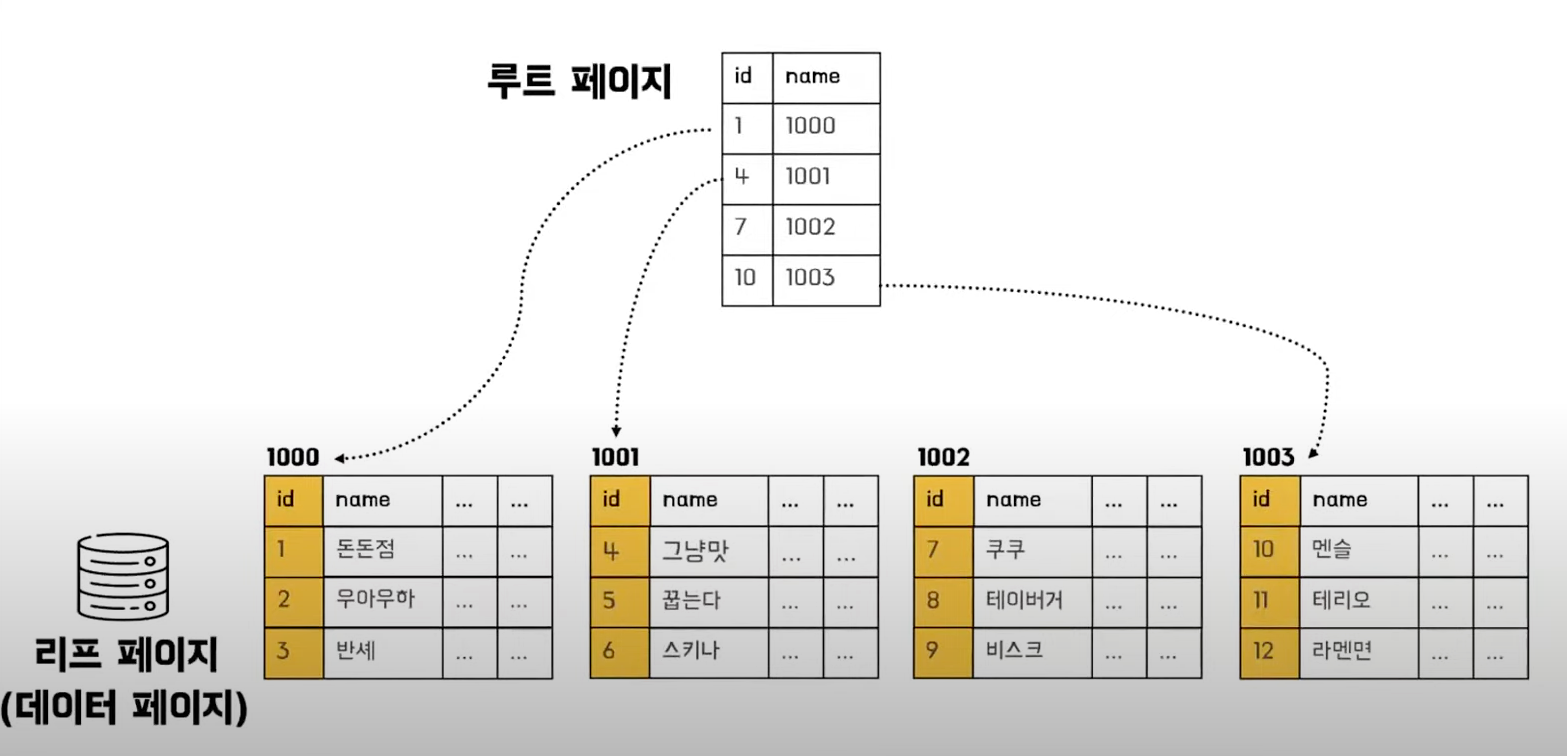 루트 페이지
id name
1 1000
4 1001
7 1002
10 1003
1000
id name ... ...
1 돈돈점 ... ...
2 우아우하 ... ...
3 반셰 ... ...
1001
id name ... ...
4 그냥맛 ... ...
5 꿉는다 ... ...
6 스키나 ... ...
1002
id name ... ...
7 쿠쿠 ... ...
8 테이버거 ... ...
9 비스크 ... ...
1003
id name ... ...
10 멘슬 ... ...
11 테리오 ... ...
12 라멘면 ... ...
리프 페이지
(데이터 페이지)